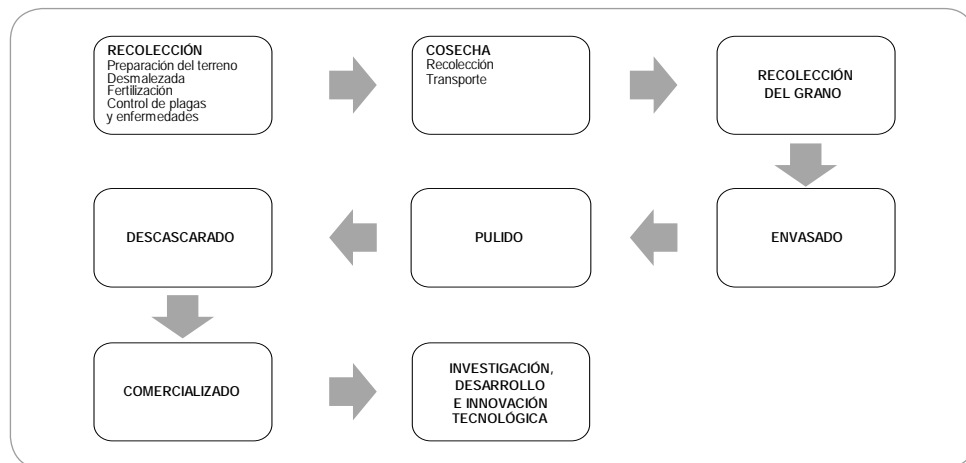 RECOLECCIÓN
Preparación del terreno
Desmalezada
Fertilización
Control de plagas
y enfermedades
COSECHA
Recolección
Transporte
RECOLECCIÓN
DEL GRANO
ENVASADO
PULIDO
DESCASCARADO
COMERCIALIZADO
INVESTIGACIÓN,
DESARROLLO
E INNOVACIÓN
TECNOLÓGICA